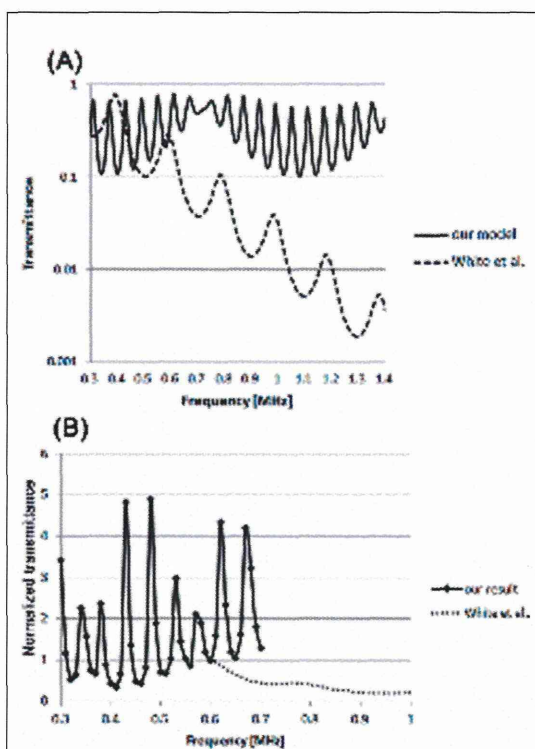 (A)
1
0.1
0.01
0.001
Transmittance
0.3 0.4 0.5 0.6 0.7 0.8 0.9 1 1.1 1.2 1.3 1.4
Frequency [MHz]
our model
White et al.
(B)
6
5
4
3
2
1
0
Normalized transmittance
0.3 0.4 0.5 0.6 0.7 0.8 0.9 1
Frequency [MHz]
our result
White et al.